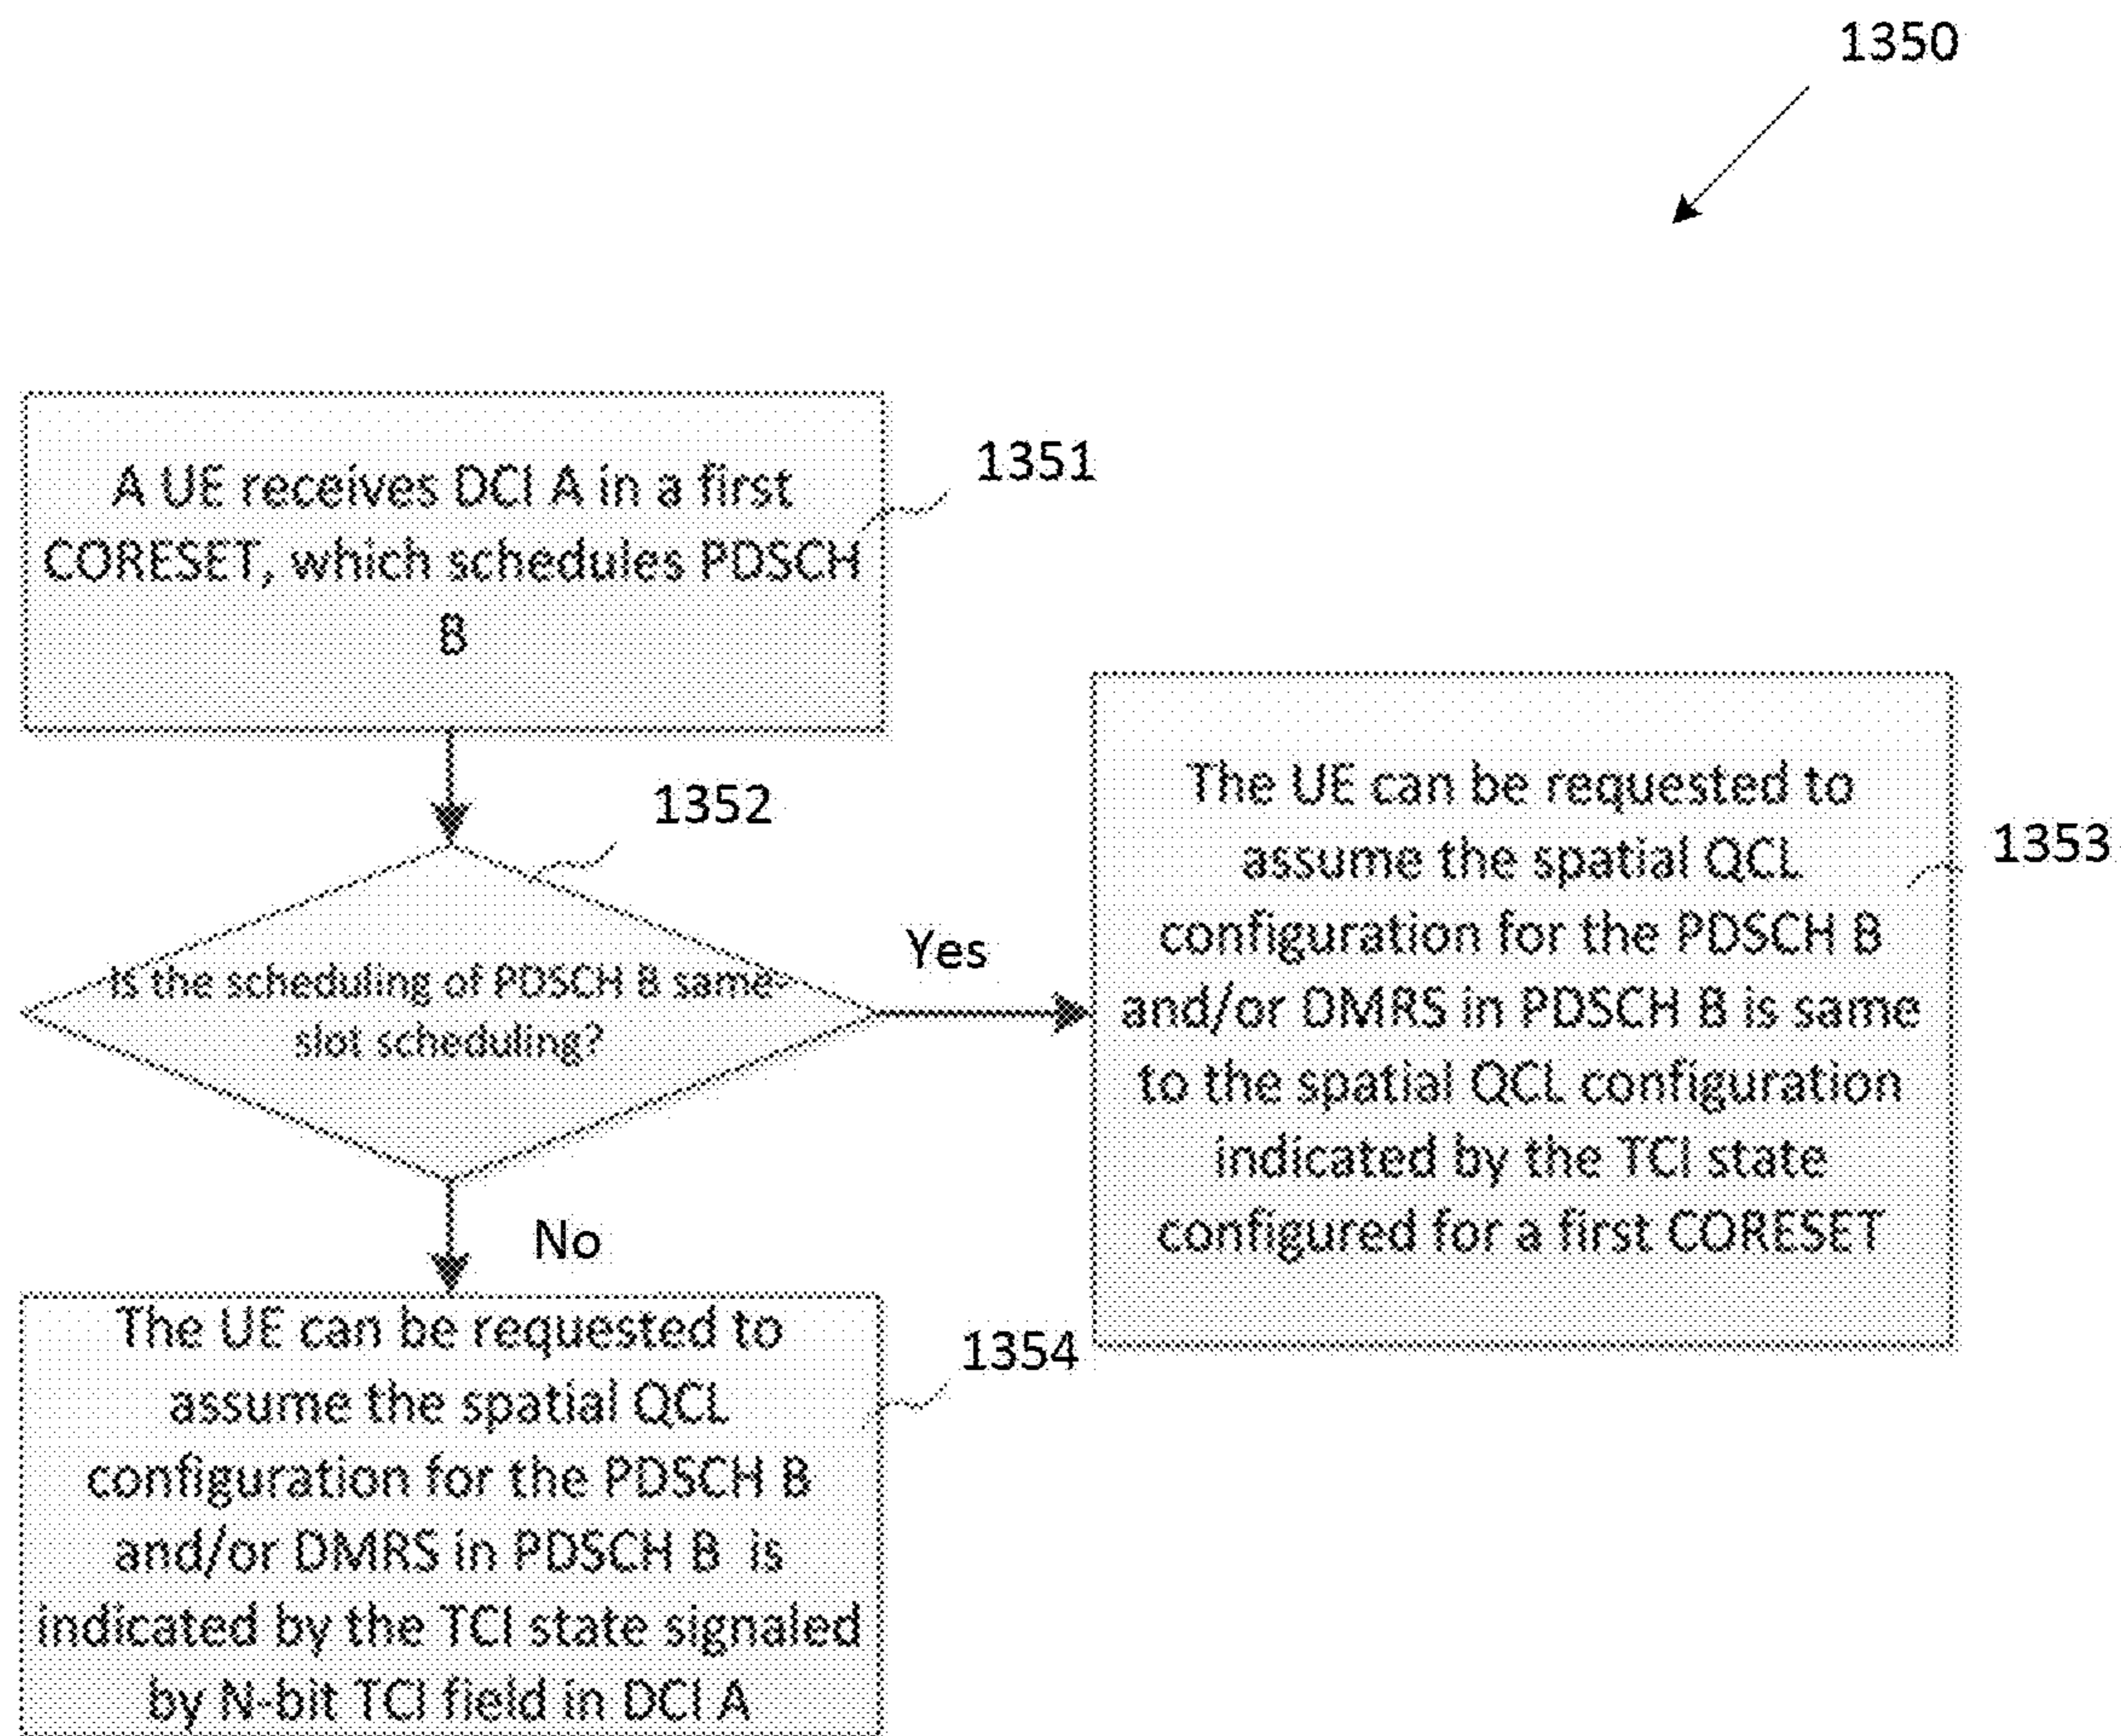 1350
A UE receives DCI A in a first
CORESET, which schedules PDSCH
B
1351
1352
Is the scheduling of PDSCH B same
slot scheduling?
Yes
The UE can be requested to
assume the spatial QCL
configuration for the PDSCH B
and/or DMRS in PDSCH B is same
to the spatial QCL configuration
indicated by the TCI state
configured for a first CORESET
1353
No
The UE can be requested to
assume the spatial QCL
configuration for the PDSCH B
and/or DMRS in PDSCH B is
indicated by the TCI state signaled
by N-bit TCI field in DCI A
1354